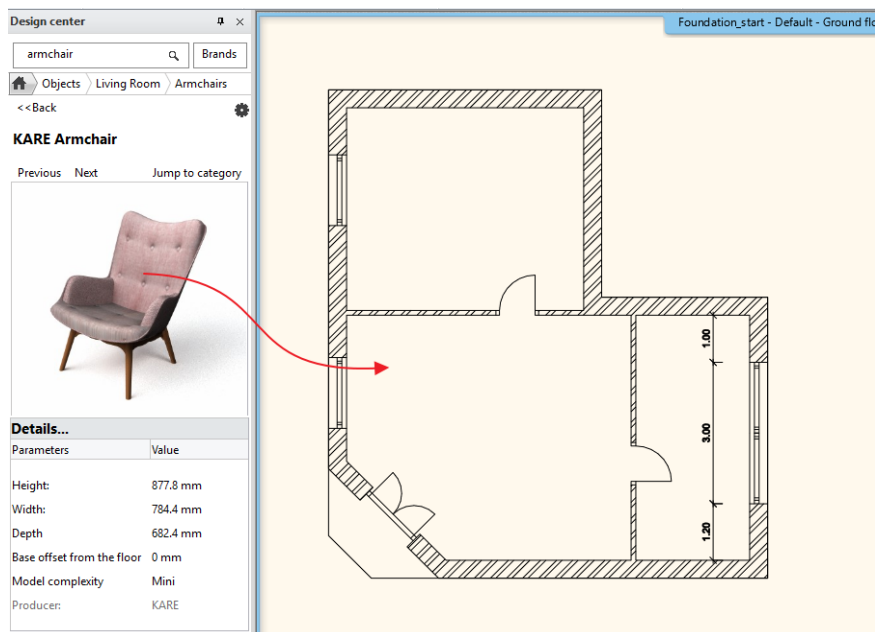 Design center
armchair
Brands
Objects Living Room Armchairs
<<Back
KARE Armchair
Previous Next Jump to category
Details...
Parameters Value
Height: 877.8 mm
Width: 784.4 mm
Depth 682.4 mm
Base offset from the floor 0 mm
Model complexity Mini
Producer: KARE
Foundation_start - Default - Ground flo
1.00
3.00
1.20